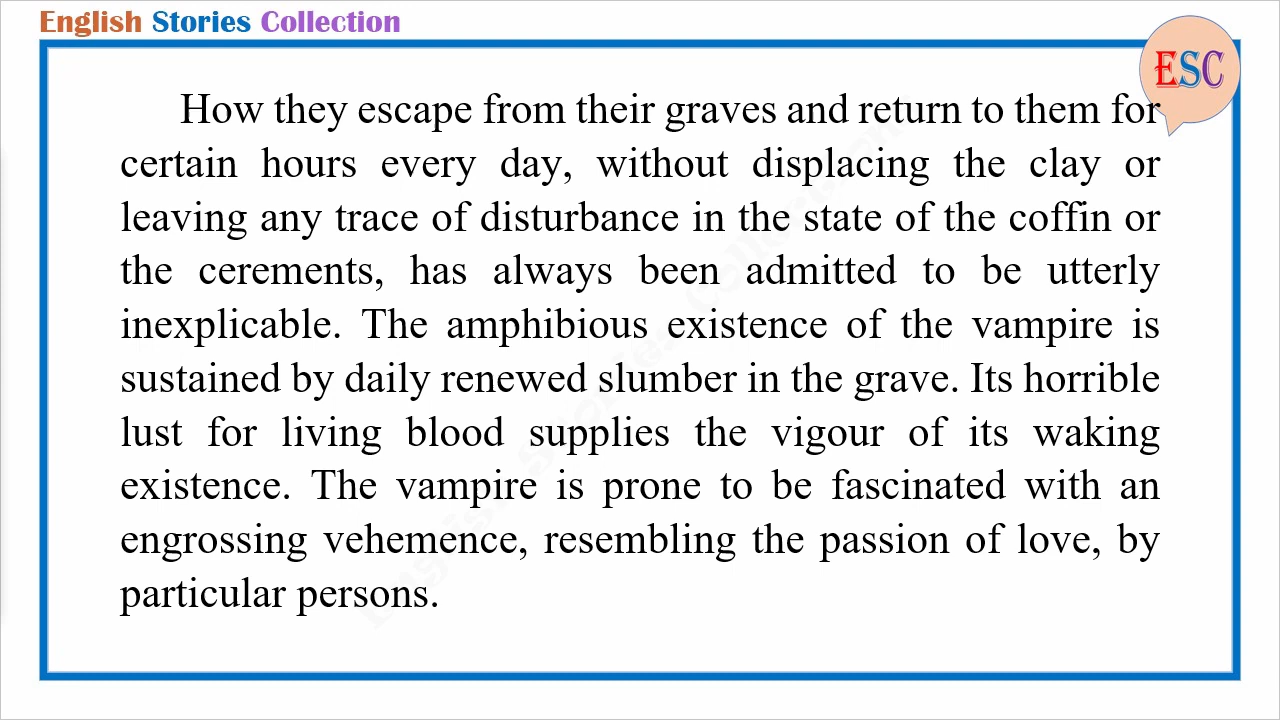 English Stories Collection
ESC
How they escape from their graves and return to them for
certain hours every day, without displacing the clay or
leaving any trace of disturbance in the state of the coffin or
the cerements, has always been admitted to be utterly
inexplicable. The amphibious existence of the vampire is
sustained by daily renewed slumber in the grave. Its horrible
lust for living blood supplies the vigour of its waking
existence. The vampire is prone to be fascinated with an
engrossing vehemence, resembling the passion of love, by
particular persons.
English Stories Collection